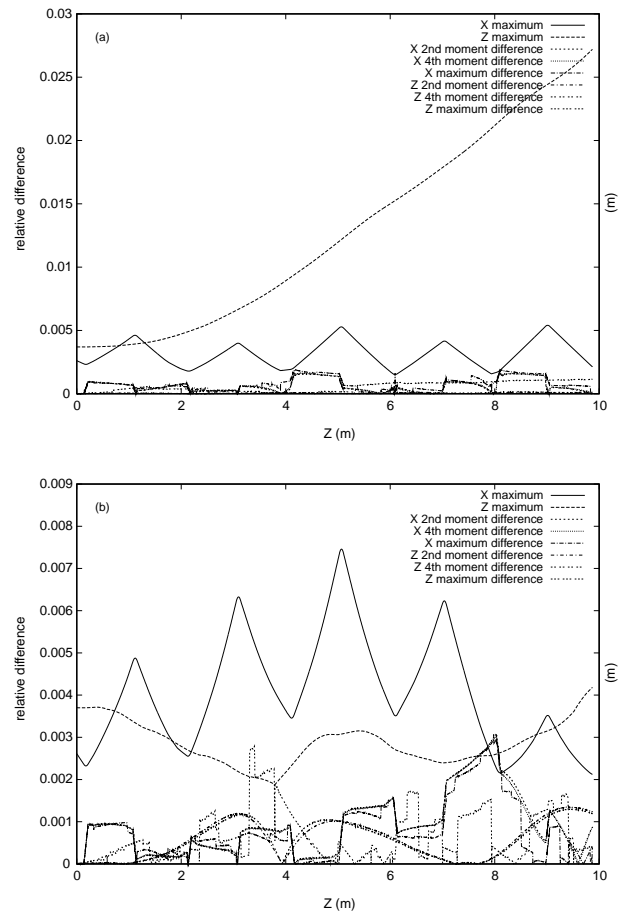 0.03
(a)
X maximum
Z maximum
X 2nd moment difference
X 4th moment difference
X maximum difference
Z 2nd moment difference
Z 4th moment difference
Z maximum difference
0.025
0.02
0.015
0.01
0.005
0
relative difference
(m)
0 2 4 6 8 10
Z (m)
0.009
(b)
X maximum
Z maximum
X 2nd moment difference
X 4th moment difference
X maximum difference
Z 2nd moment difference
Z 4th moment difference
Z maximum difference
0.008
0.007
0.006
0.005
0.004
0.003
0.002
0.001
0
relative difference
(m)
0 2 4 6 8 10
Z (m)